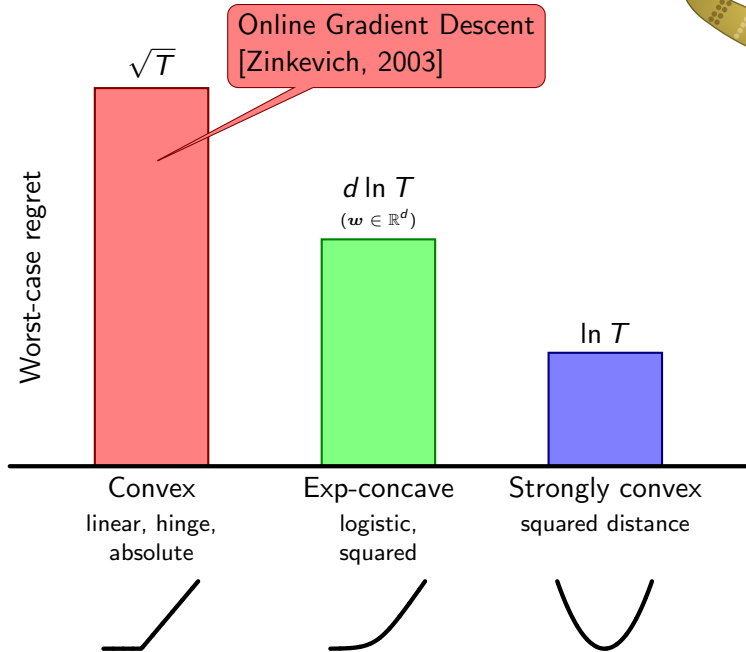 Online Gradient Descent
[Zinkevich, 2003]
√T
d ln T
(w ∈ ℝᵈ)
ln T
Worst-case regret
Convex
linear, hinge,
absolute
Exp-concave
logistic,
squared
Strongly convex
squared distance